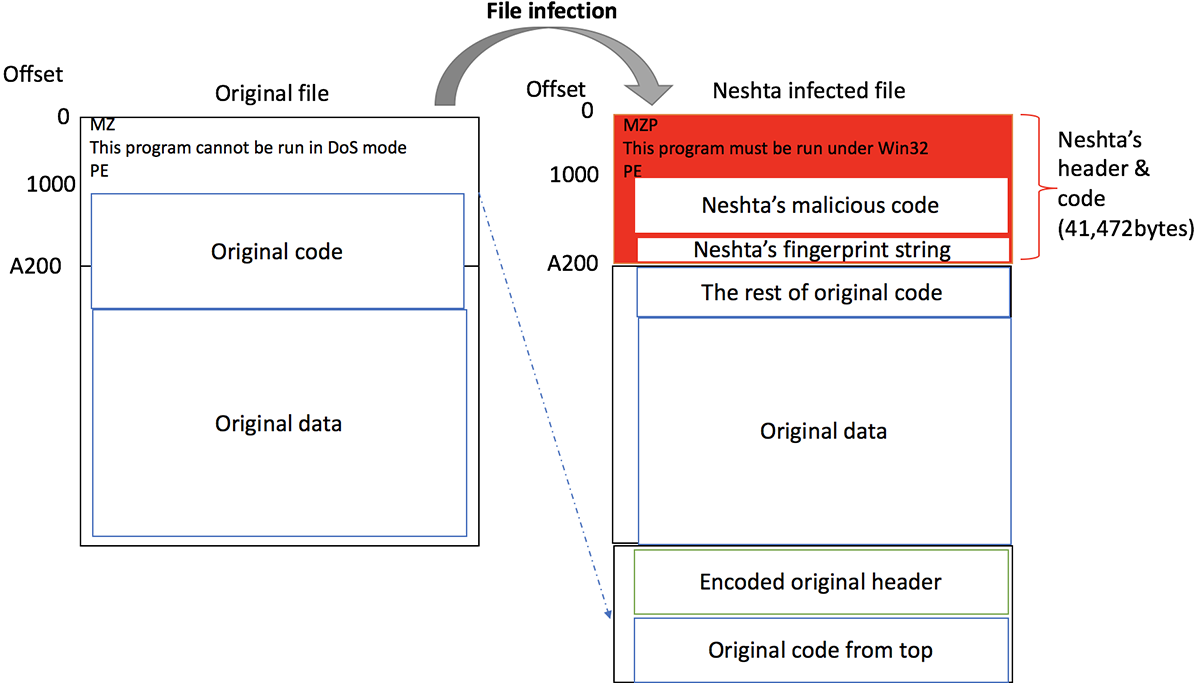 File infection
Offset
Original file
0
MZ
This program cannot be run in DoS mode
PE
1000
Original code
A200
Original data
Offset
Neshta infected file
0
MZP
This program must be run under Win32
PE
1000
Neshta’s malicious code
Neshta’s fingerprint string
A200
The rest of original code
Original data
Encoded original header
Original code from top
Neshta’s
header &
code
(41,472bytes)